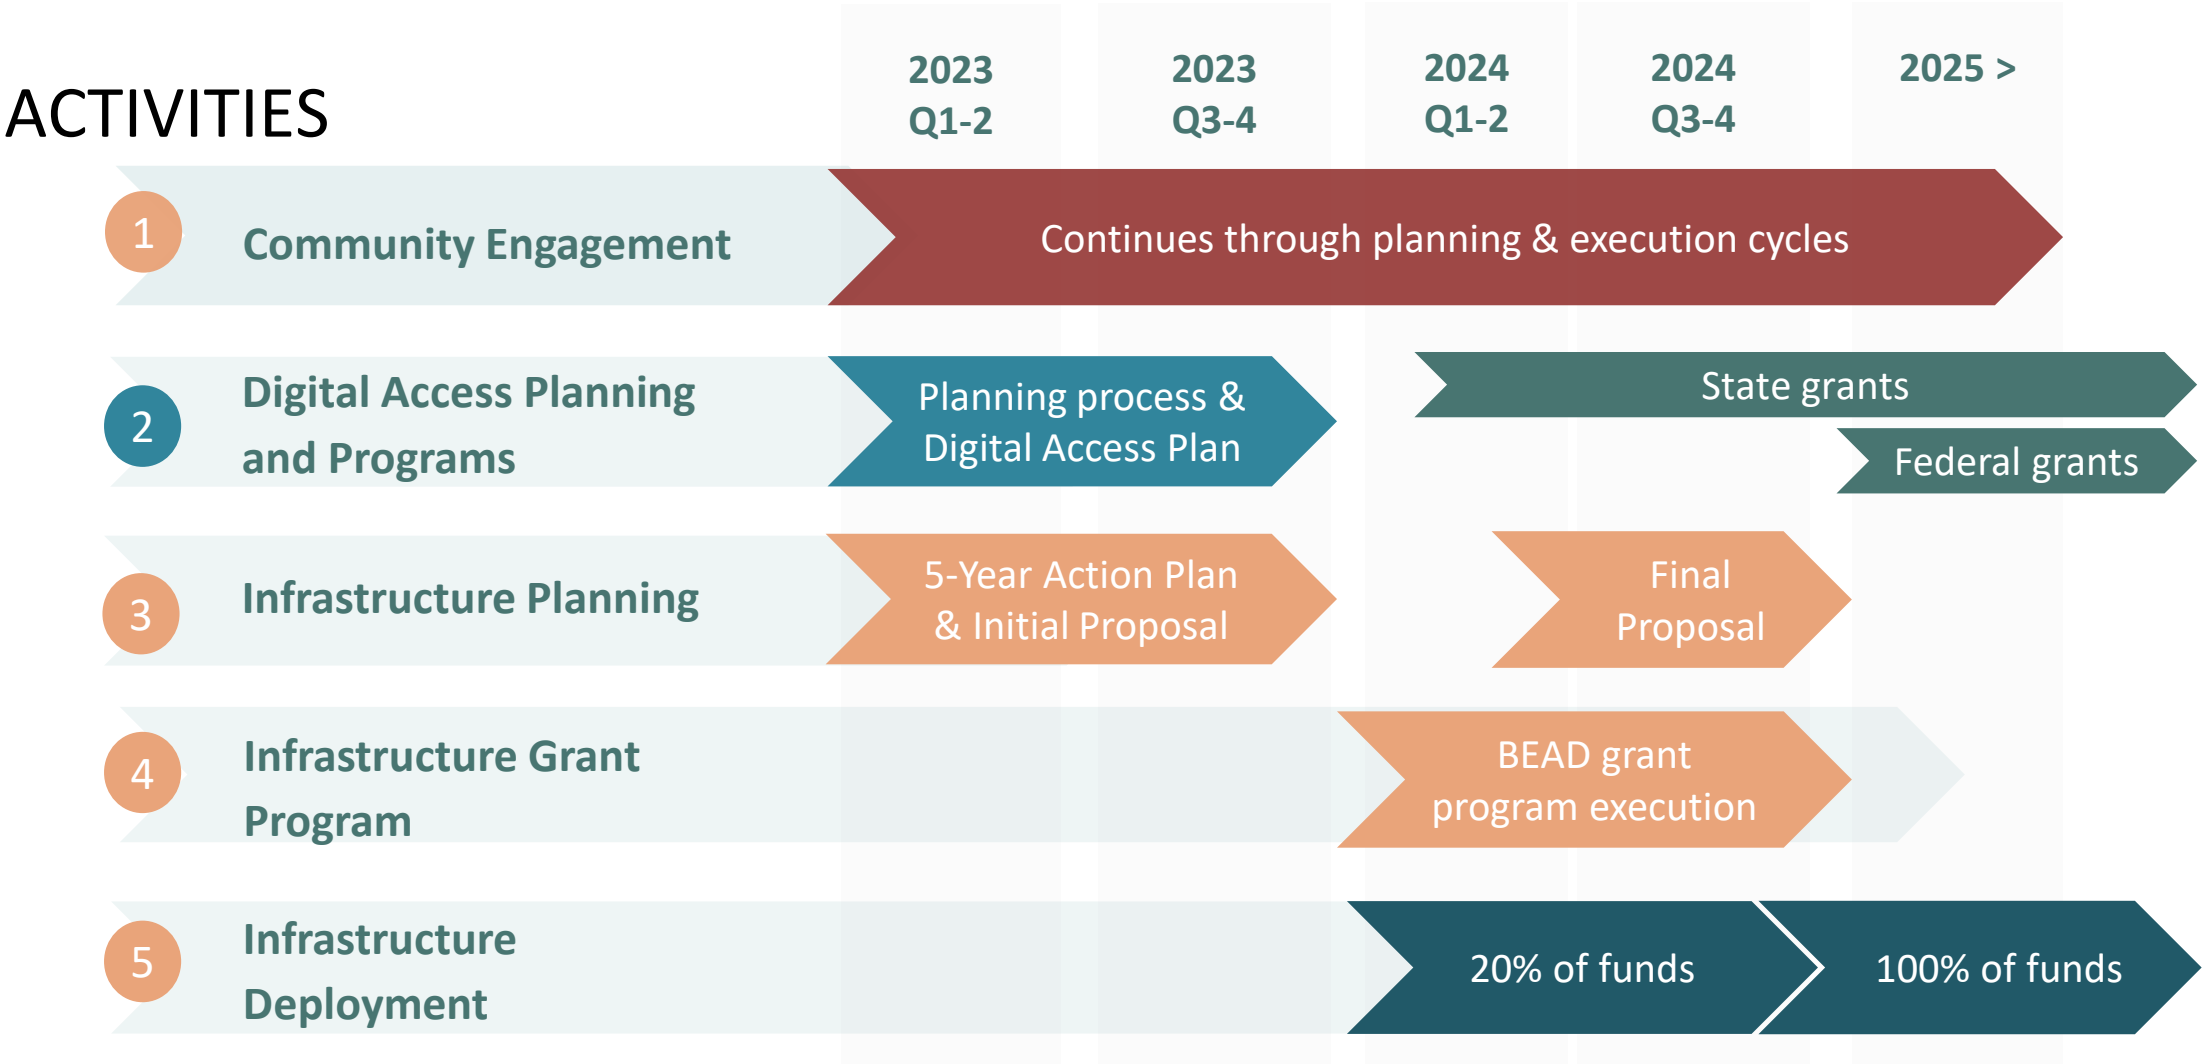 ACTIVITIES
2023
Q1-2
2023
Q3-4
2024
Q1-2
2024
Q3-4
2025 >
1
Community Engagement
Continues through planning & execution cycles
2
Digital Access Planning
and Programs
Planning process &
Digital Access Plan
State grants
Federal grants
3
Infrastructure Planning
5-Year Action Plan
& Initial Proposal
Final
Proposal
4
Infrastructure Grant
Program
BEAD grant
program execution
5
Infrastructure
Deployment
20% of funds
100% of funds